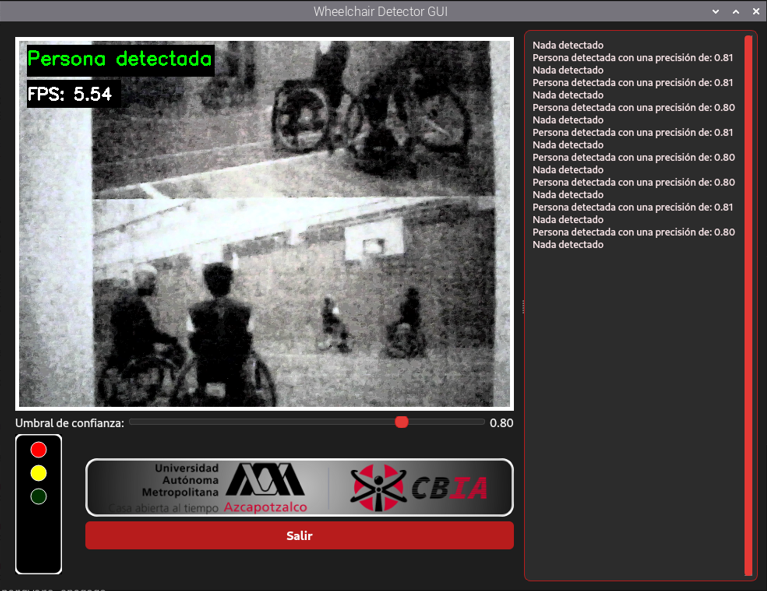 Wheelchair Detector GUI
Persona detectada
FPS: 5.54
Nada detectado
Persona detectada con una precisión de: 0.81
Nada detectado
Persona detectada con una precisión de: 0.81
Nada detectado
Persona detectada con una precisión de: 0.80
Nada detectado
Persona detectada con una precisión de: 0.81
Nada detectado
Persona detectada con una precisión de: 0.80
Nada detectado
Persona detectada con una precisión de: 0.80
Nada detectado
Persona detectada con una precisión de: 0.81
Nada detectado
Persona detectada con una precisión de: 0.80
Nada detectado
Umbral de confianza: 0.80
Universidad
Autónoma
Metropolitana
Casa abierta al tiempo Azcapotzalco
CBIA
Salir